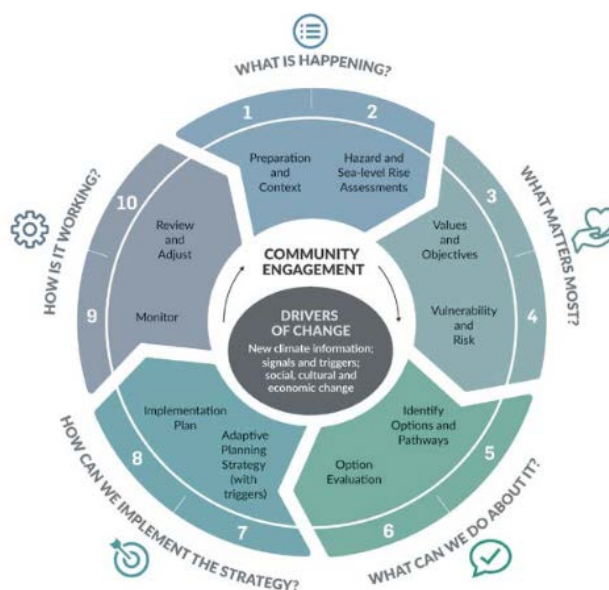 WHAT IS HAPPENING?
1
2
Preparation
and
Context
Hazard and
Sea-level Rise
Assessments
WHAT MATTERS MOST?
3
4
Values
and
Objectives
Vulnerability
and
Risk
WHAT CAN WE DO ABOUT IT?
5
6
Identify
Options and
Pathways
Option
Evaluation
HOW CAN WE IMPLEMENT THE STRATEGY?
7
8
Adaptive
Planning
Strategy
(with
triggers)
Implementation
Plan
HOW IS IT WORKING?
9
10
Monitor
Review
and
Adjust
COMMUNITY
ENGAGEMENT
DRIVERS
OF CHANGE
New climate information;
signals and triggers;
social, cultural and
economic change